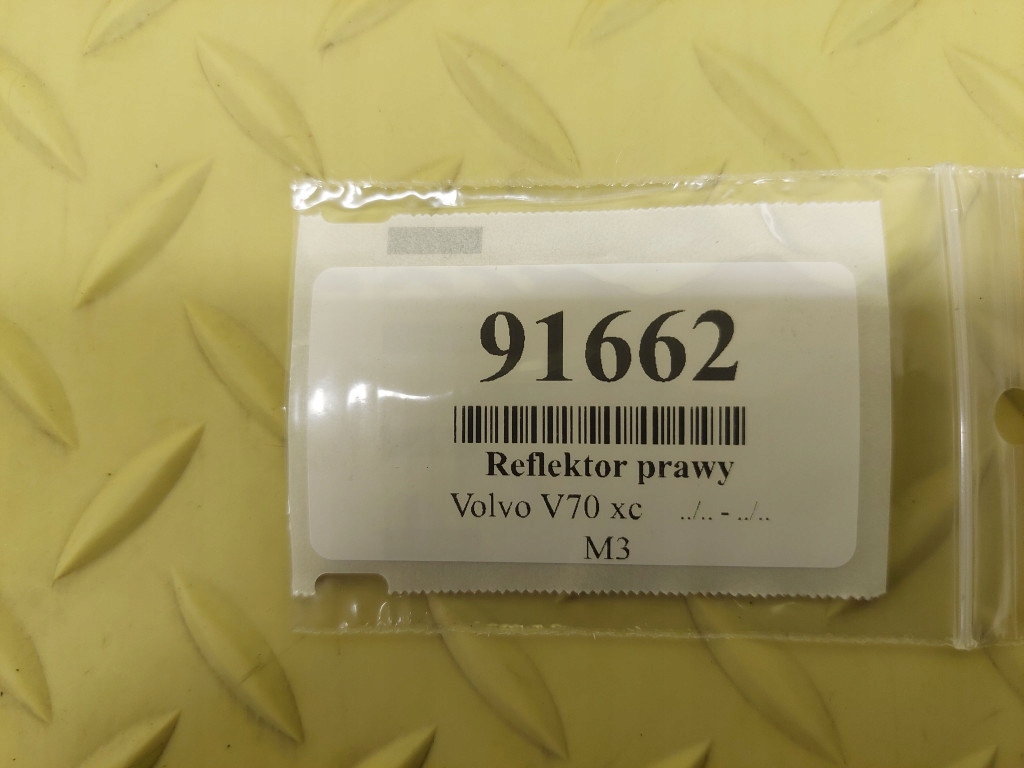 91662
Reflektor prawy
Volvo V70 xc ../.. - ../..
M3